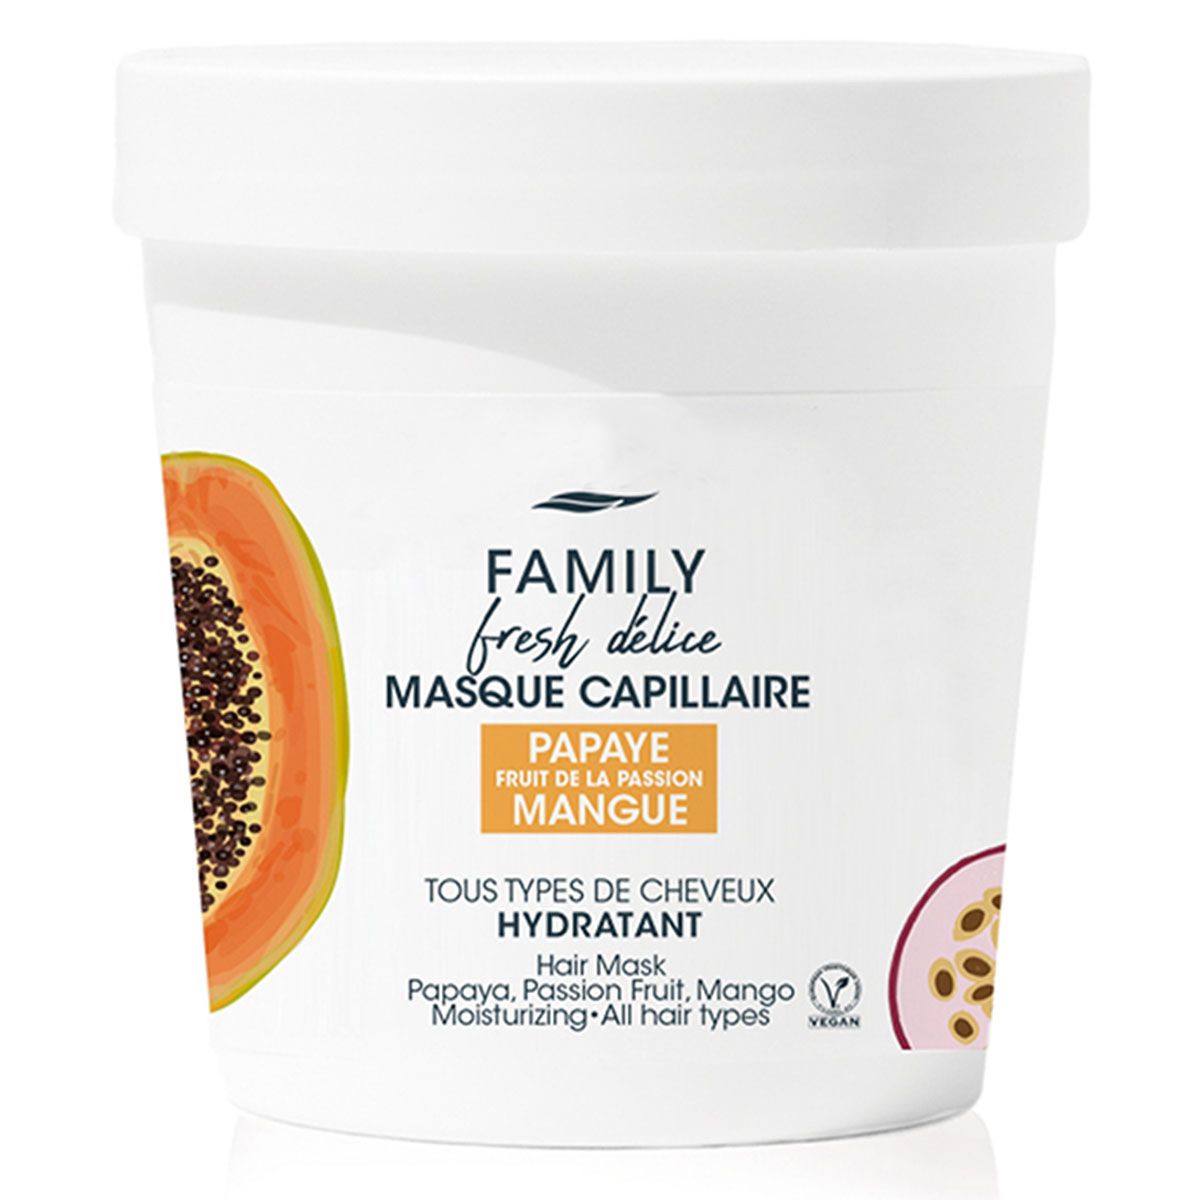 FAMILY
fresh délice
MASQUE CAPILLAIRE
PAPAYE
FRUIT DE LA PASSION
MANGUE
TOUS TYPES DE CHEVEUX
HYDRATANT
Hair Mask
Papaya, Passion Fruit, Mango
Moisturizing • All hair types
VEGAN